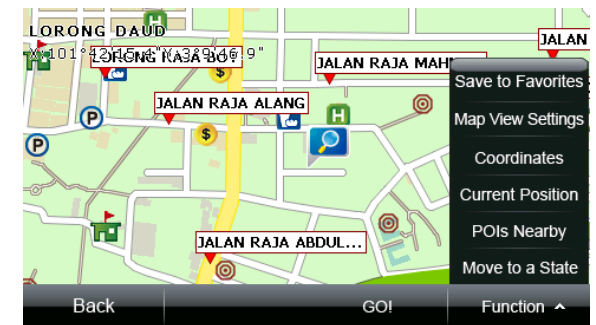 LORONG DAUD
X:101°42'15.4"Y:3°9'46.9"
LORONG RAJA BOT
JALAN
JALAN RAJA MAH
JALAN RAJA ALANG
H
H
P
P
$
$
JALAN RAJA ABDUL...
Save to Favorites
Map View Settings
Coordinates
Current Position
POIs Nearby
Move to a State
Back
GO!
Function